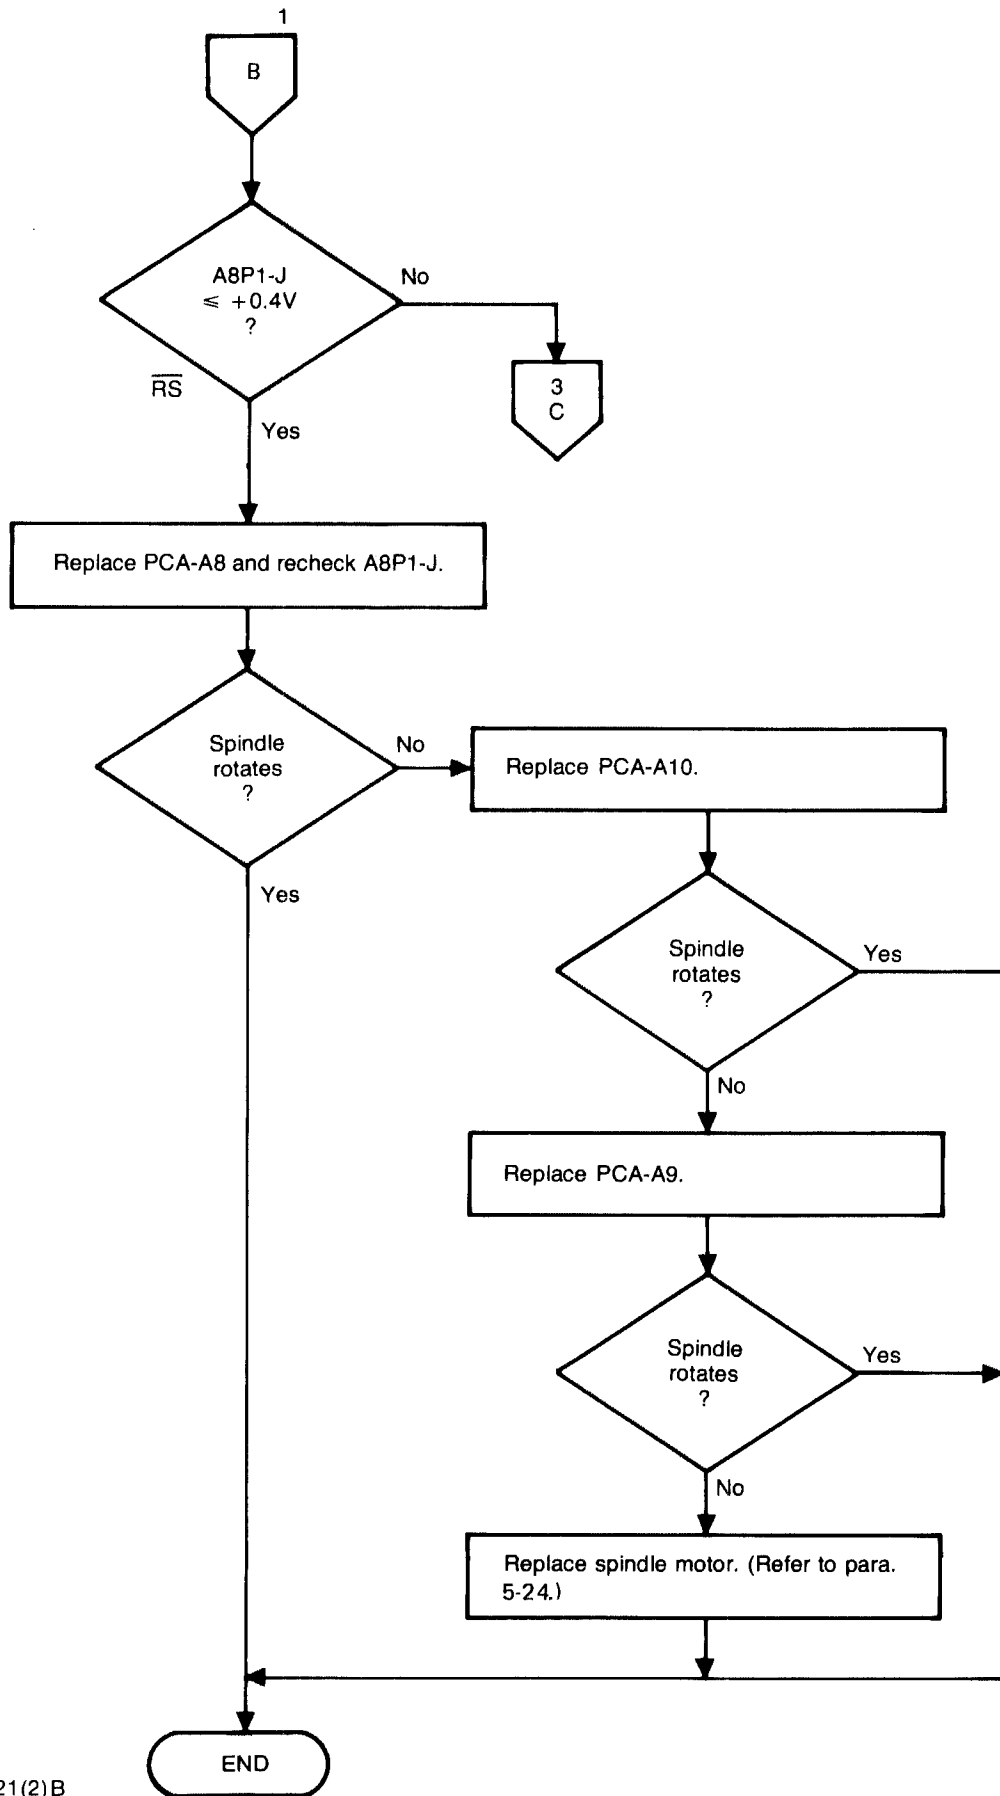 1
B
A8P1-J
≤ +0.4V
?
No
R̅S̅
Yes
3
C
Replace PCA-A8 and recheck A8P1-J.
Spindle
rotates
?
No
Yes
Replace PCA-A10.
Spindle
rotates
?
Yes
No
Replace PCA-A9.
Spindle
rotates
?
Yes
No
Replace spindle motor. (Refer to para.
5-24.)
END
21(2)B